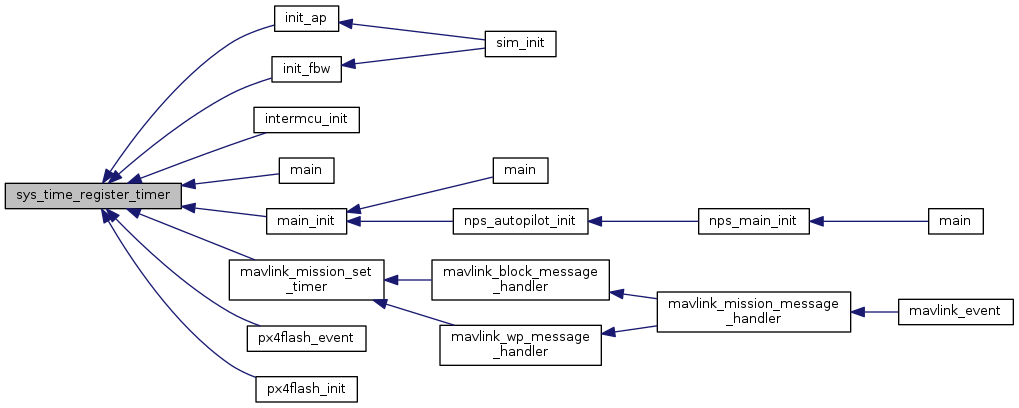 init_ap
sim_init
init_fbw
intermcu_init
main
main
sys_time_register_timer
main_init
nps_autopilot_init
nps_main_init
main
mavlink_mission_set
_timer
mavlink_block_message
_handler
mavlink_mission_message
_handler
mavlink_event
px4flash_event
mavlink_wp_message
_handler
px4flash_init